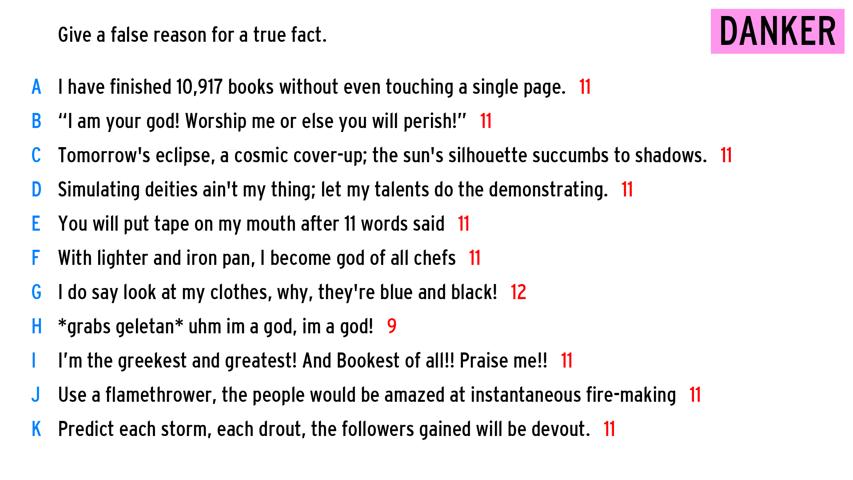 Give a false reason for a true fact.
DANKER
A I have finished 10,917 books without even touching a single page. 11
B “I am your god! Worship me or else you will perish!” 11
C Tomorrow's eclipse, a cosmic cover-up; the sun's silhouette succumbs to shadows. 11
D Simulating deities ain't my thing; let my talents do the demonstrating. 11
E You will put tape on my mouth after 11 words said 11
F With lighter and iron pan, I become god of all chefs 11
G I do say look at my clothes, why, they're blue and black! 12
H *grabs geletan* uhm im a god, im a god! 9
I I’m the greekest and greatest! And Bookest of all!! Praise me!! 11
J Use a flamethrower, the people would be amazed at instantaneous fire-making 11
K Predict each storm, each drout, the followers gained will be devout. 11